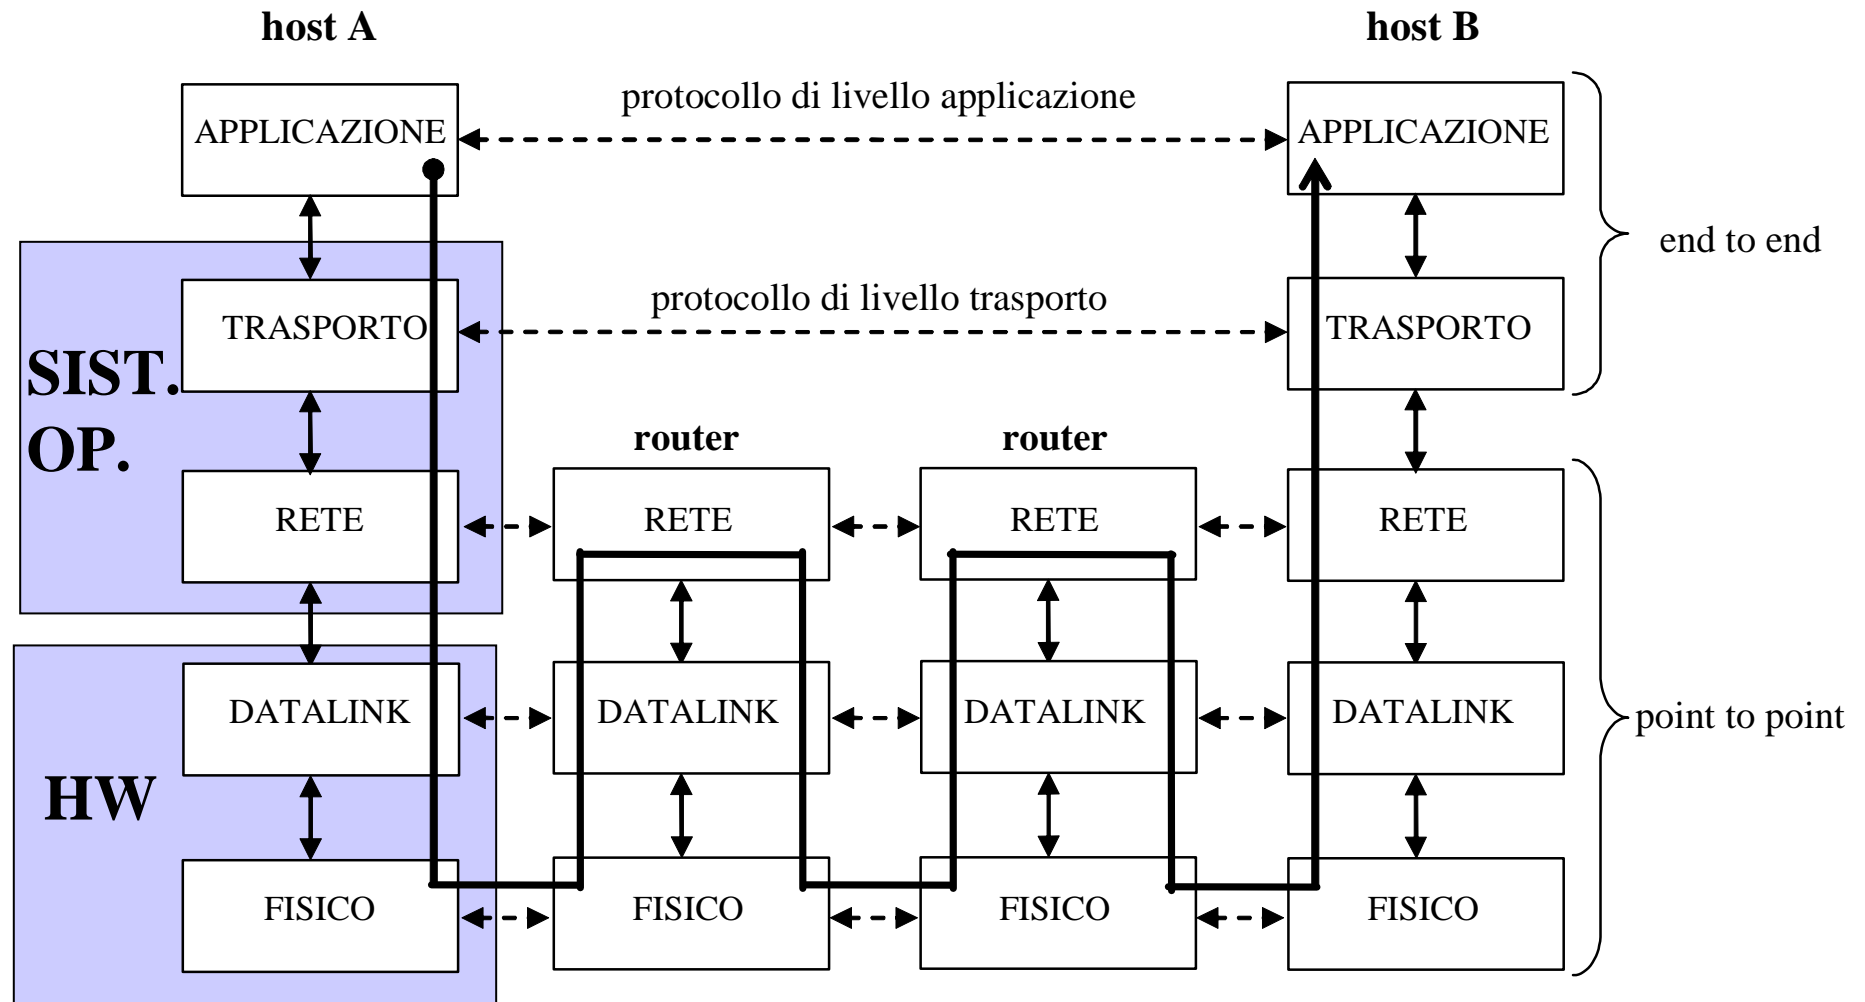 host A
host B
protocollo di livello applicazione
APPLICAZIONE
APPLICAZIONE
end to end
protocollo di livello trasporto
TRASPORTO
TRASPORTO
SIST.
OP.
router
router
RETE
RETE
RETE
RETE
DATALINK
DATALINK
DATALINK
DATALINK
point to point
HW
FISICO
FISICO
FISICO
FISICO